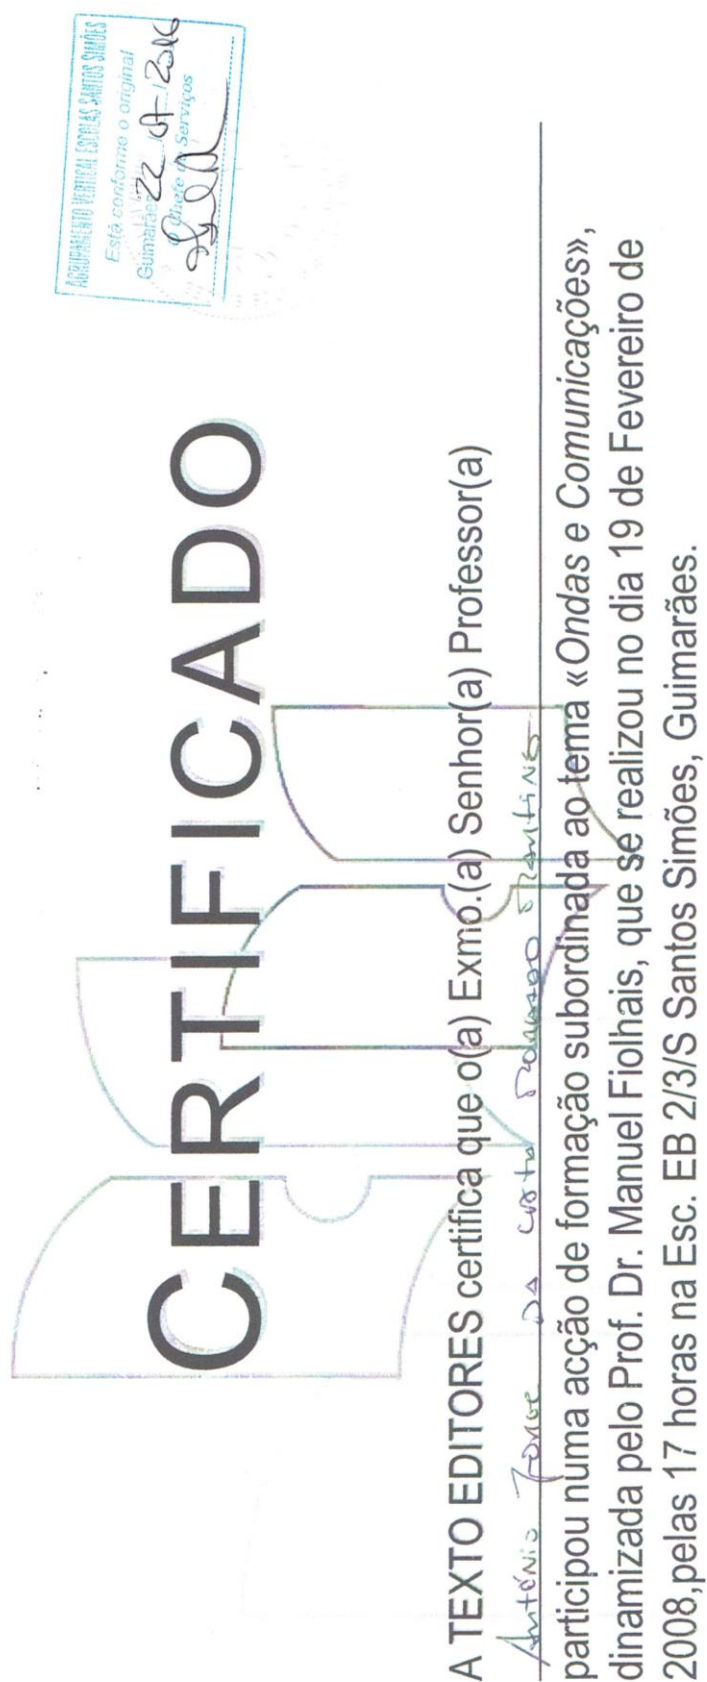 AGRUPAMENTO VERTICAL ESCOLAS SANTOS SIMÕES
Está conforme o original
Guimarães 22 / 07 / 2016
O Chefe de Serviços
CERTIFICADO
A TEXTO EDITORES certifica que o(a) Exmo.(a) Senhor(a) Professor(a)
António Jorge da Costa Martins
participou numa acção de formação subordinada ao tema «Ondas e Comunicações»,
dinamizada pelo Prof. Dr. Manuel Fiolhais, que se realizou no dia 19 de Fevereiro de
2008,pelas 17 horas na Esc. EB 2/3/S Santos Simões, Guimarães.